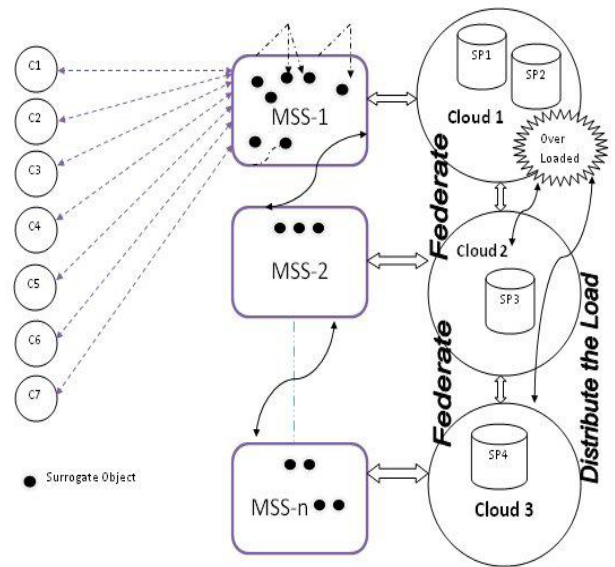 C1
C2
C3
C4
C5
C6
C7
Surrogate Object
MSS-1
MSS-2
MSS-n
SP1
SP2
Cloud 1
Over
Loaded
Federate
Cloud 2
SP3
Federate
Distribute the Load
SP4
Cloud 3